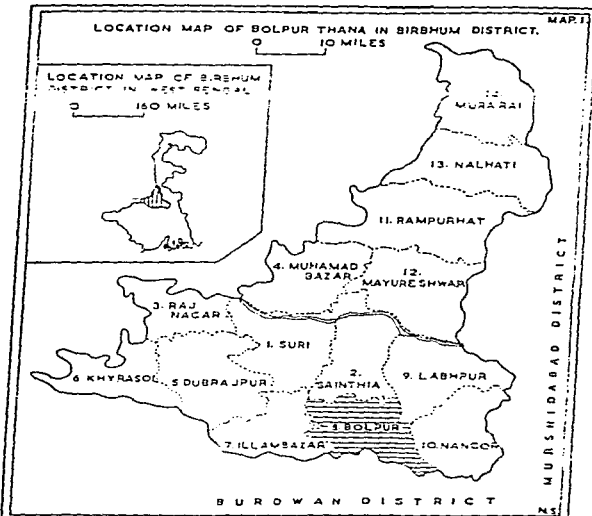 MAP.1.
LOCATION MAP OF BOLPUR THANA IN BIRBHUM DISTRICT.
0 10 MILES
LOCATION MAP OF BIRBHUM
DISTRICT IN WEST BENGAL
0 160 MILES
MURARAI
13. NALHATI
11. RAMPURHAT
4. MUHAMAD
BAZAR
12.
MAYURESHWAR
3. RAJ
NAGAR
1. SURI
2.
SAINTHIA
9. LABHPUR
6 KHYRASOL
5 DUBRAJPUR
BOLPUR
7. ILLAMBAZAR
10. NANOOR
MURSHIDABAD DISTRICT
BURDWAN DISTRICT
N.S.